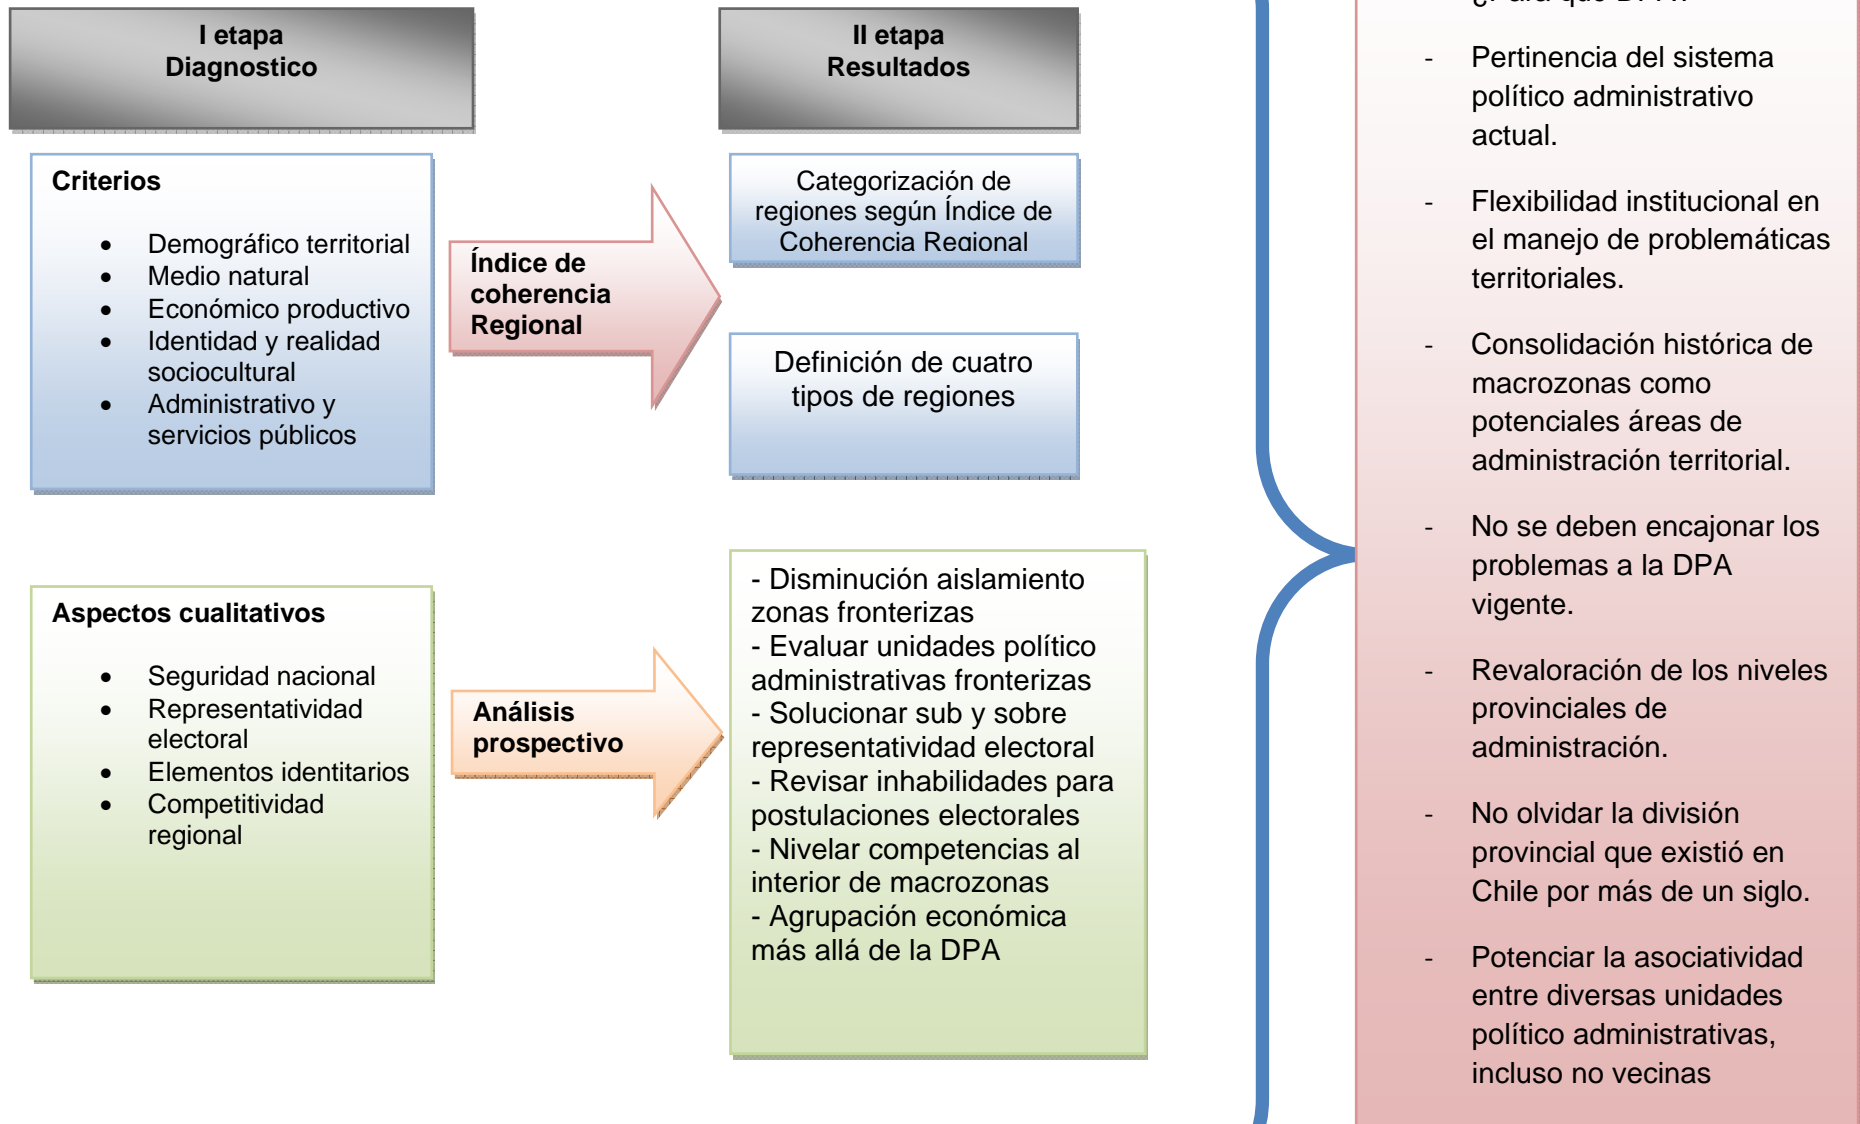 I etapa
Diagnostico
II etapa
Resultados
Criterios
• Demográfico territorial
• Medio natural
• Económico productivo
• Identidad y realidad
sociocultural
• Administrativo y
servicios públicos
Índice de
coherencia
Regional
Categorización de
regiones según Índice de
Coherencia Regional
Definición de cuatro
tipos de regiones
Aspectos cualitativos
• Seguridad nacional
• Representatividad
electoral
• Elementos identitarios
• Competitividad
regional
Análisis
prospectivo
- Disminución aislamiento
zonas fronterizas
- Evaluar unidades político
administrativas fronterizas
- Solucionar sub y sobre
representatividad electoral
- Revisar inhabilidades para
postulaciones electorales
- Nivelar competencias al
interior de macrozonas
- Agrupación económica
más allá de la DPA
¿Para que
- Pertinencia del sistema
político administrativo
actual.
- Flexibilidad institucional en
el manejo de problemáticas
territoriales.
- Consolidación histórica de
macrozonas como
potenciales áreas de
administración territorial.
- No se deben encajonar los
problemas a la DPA
vigente.
- Revaloración de los niveles
provinciales de
administración.
- No olvidar la división
provincial que existió en
Chile por más de un siglo.
- Potenciar la asociatividad
entre diversas unidades
político administrativas,
incluso no vecinas